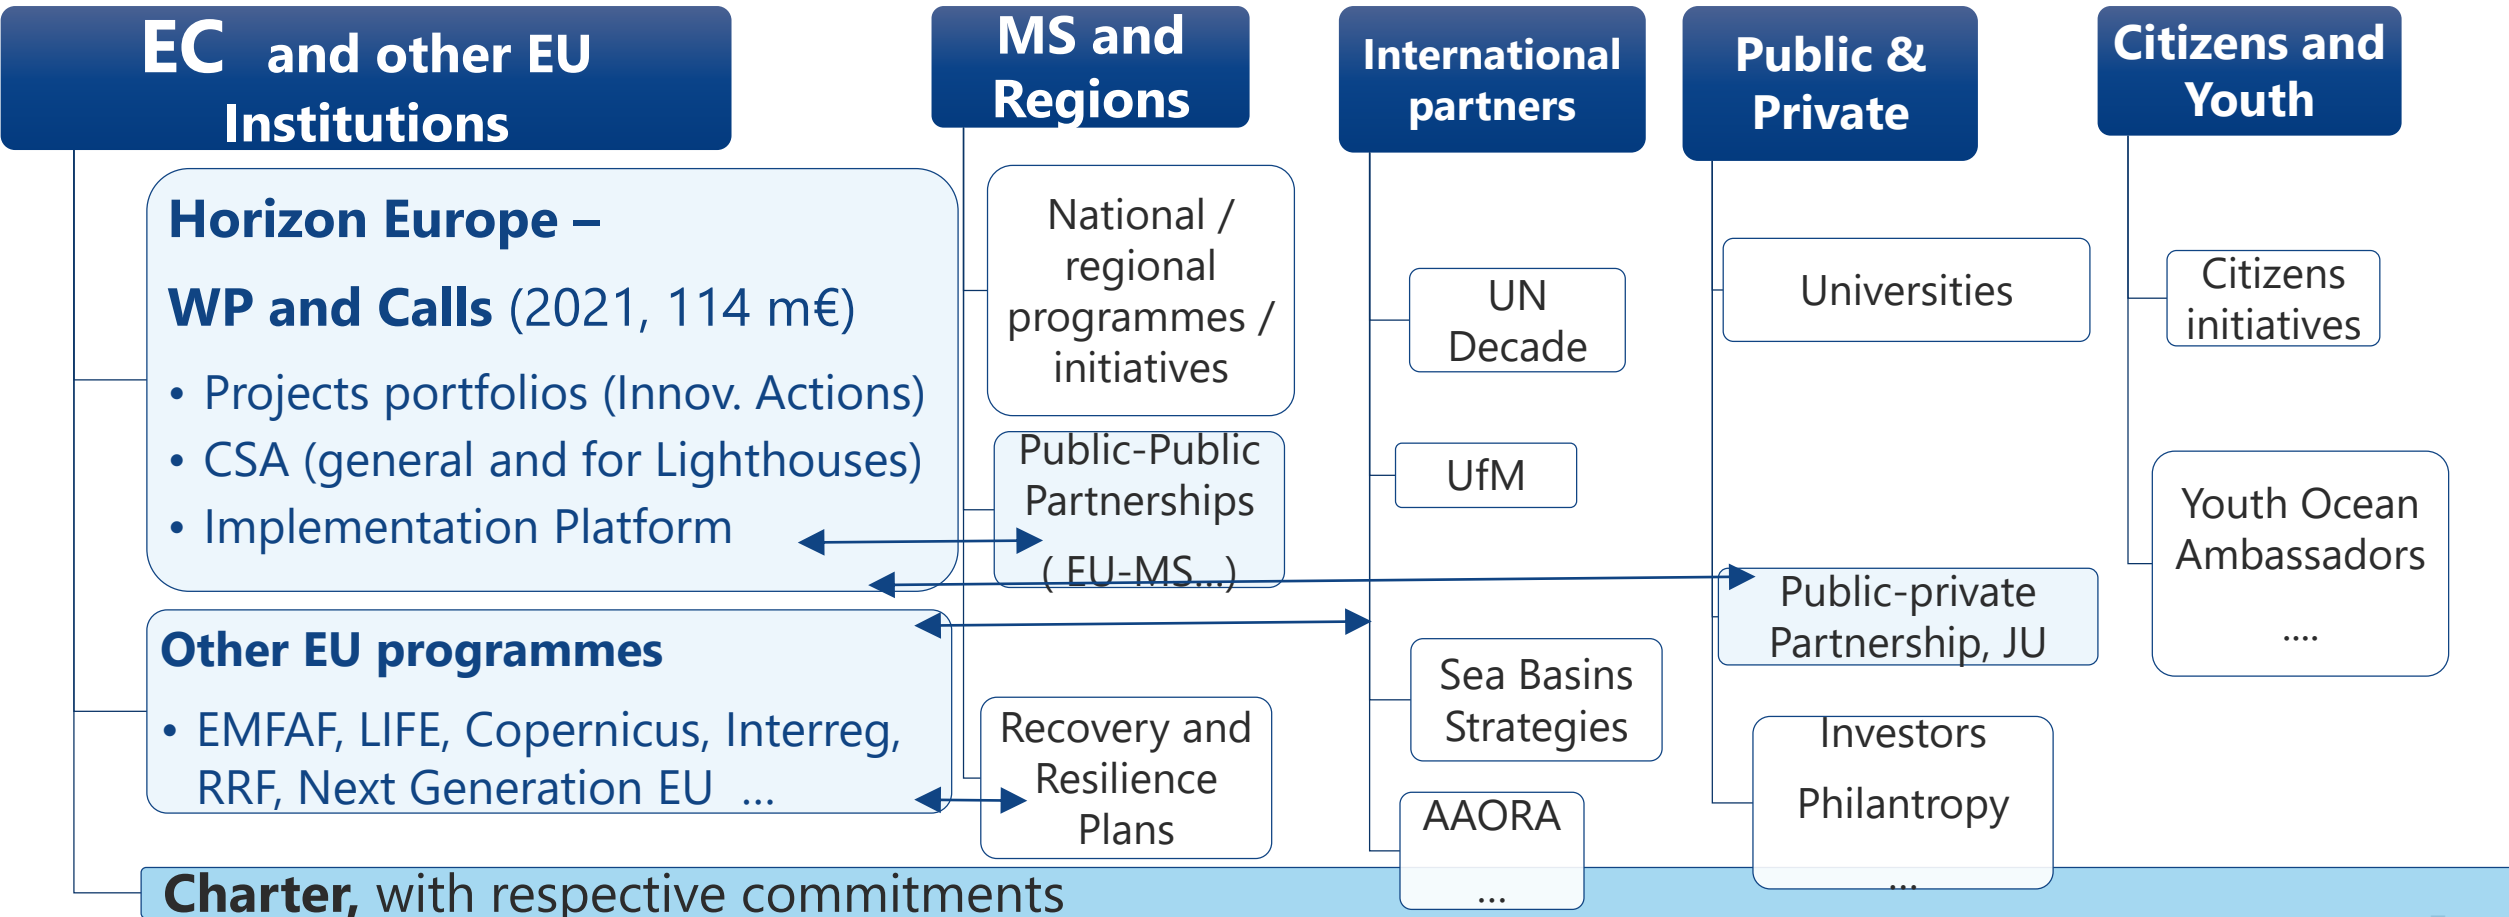 EC and other EU
Institutions
Horizon Europe –
WP and Calls (2021, 114 m€)
• Projects portfolios (Innov. Actions)
• CSA (general and for Lighthouses)
• Implementation Platform
Other EU programmes
• EMFAF, LIFE, Copernicus, Interreg,
RRF, Next Generation EU ...
Charter, with respective commitments
MS and
Regions
National /
regional
programmes /
initiatives
Public-Public
Partnerships
( EU-MS...)
Recovery and
Resilience
Plans
International
partners
UN
Decade
UfM
Sea Basins
Strategies
AAORA
...
Public &
Private
Universities
Public-private
Partnership, JU
Investors
Philantropy
...
Citizens and
Youth
Citizens
initiatives
Youth Ocean
Ambassadors
....